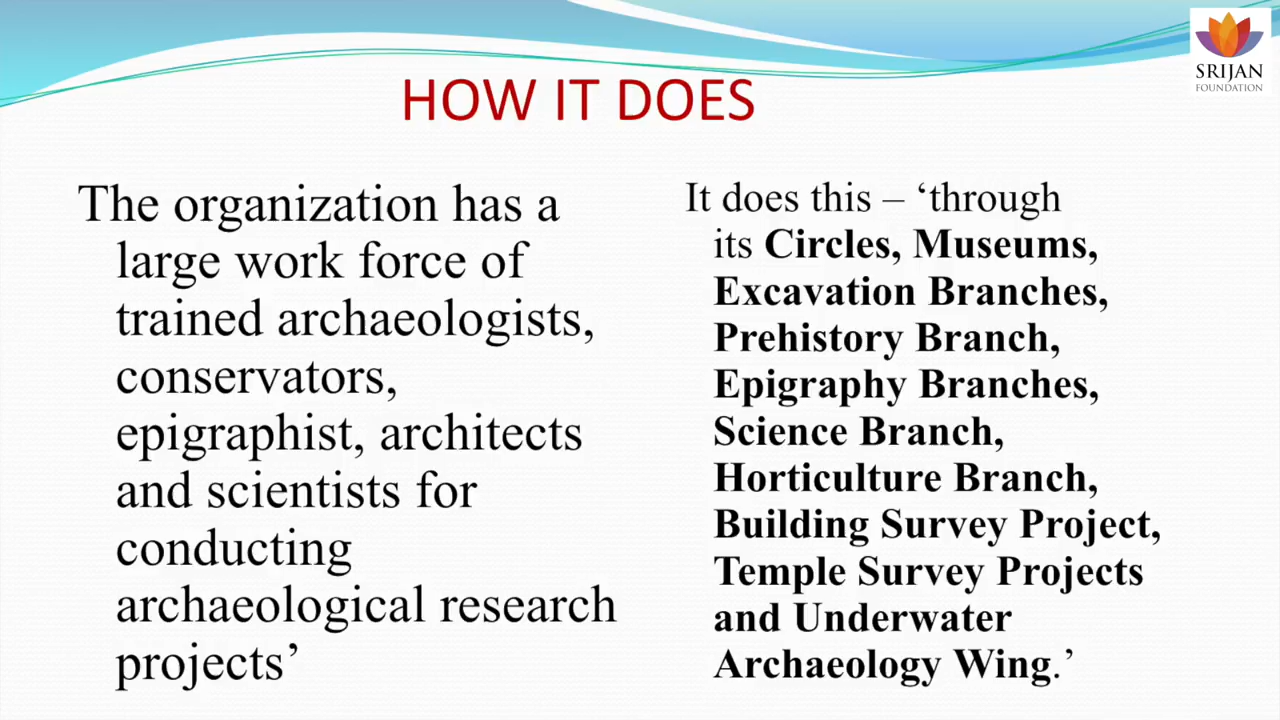 SRIJAN
FOUNDATION
HOW IT DOES
The organization has a
large work force of
trained archaeologists,
conservators,
epigraphist, architects
and scientists for
conducting
archaeological research
projects’
It does this – ‘through
its Circles, Museums,
Excavation Branches,
Prehistory Branch,
Epigraphy Branches,
Science Branch,
Horticulture Branch,
Building Survey Project,
Temple Survey Projects
and Underwater
Archaeology Wing.’